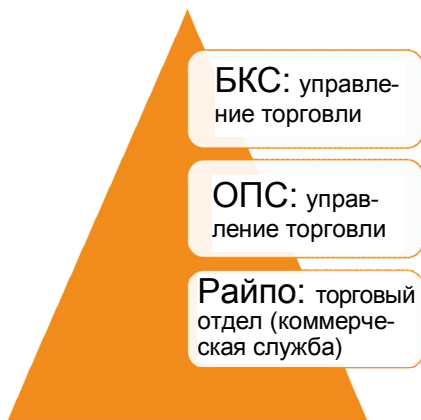 БКС: управле-
ние торговли
ОПС: управ-
ление торговли
Райпо: торговый
отдел (коммерче-
ская служба)